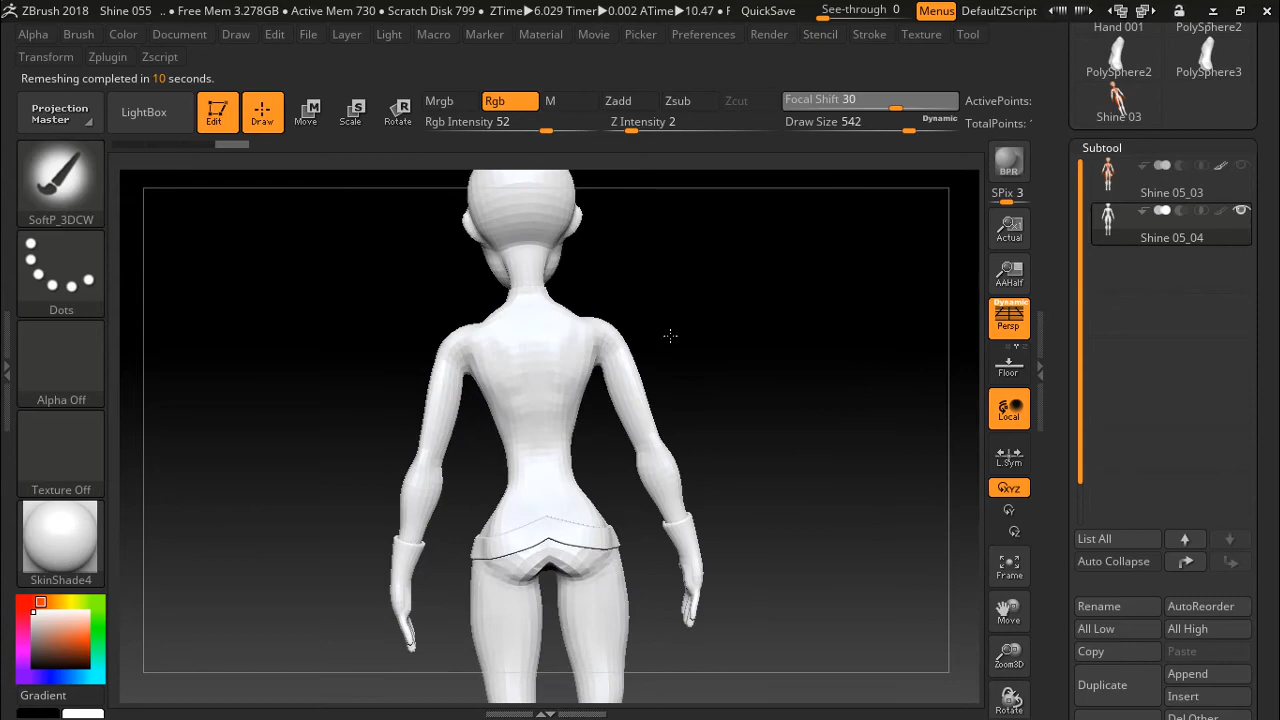 ZBrush 2018 Shine 055 .. ● Free Mem 3.278GB ● Active Mem 730 ● Scratch Disk 799 ● ZTime▶6.029 Timer▶0.002 ATime▶10.47 ● P QuickSave See-through 0 Menus DefaultZScript
Alpha Brush Color Document Draw Edit File Layer Light Macro Marker Material Movie Picker Preferences Render Stencil Stroke Texture Tool
Transform Zplugin Zscript
Remeshing completed in 10 seconds.
Projection Master
LightBox
Edit
Draw
Move
Scale
Rotate
Mrgb Rgb M Zadd Zsub Zcut
Rgb Intensity 52 Z Intensity 2
Focal Shift 30
Draw Size 542 Dynamic
ActivePoints:
TotalPoints:
SoftP_3DCW
Dots
Alpha Off
Texture Off
SkinShade4
Gradient
BPR
SPix 3
Actual
AAHalf
Dynamic
Persp
Floor
Local
L.Sym
XYZ
Y
Z
Frame
Move
Zoom3D
Rotate
Hand 001 PolySphere2
PolySphere2 PolySphere3
Shine 03
Subtool
Shine 05_03
Shine 05_04
List All
Auto Collapse
Rename AutoReorder
All Low All High
Copy Paste
Duplicate Append
Insert
Del Other